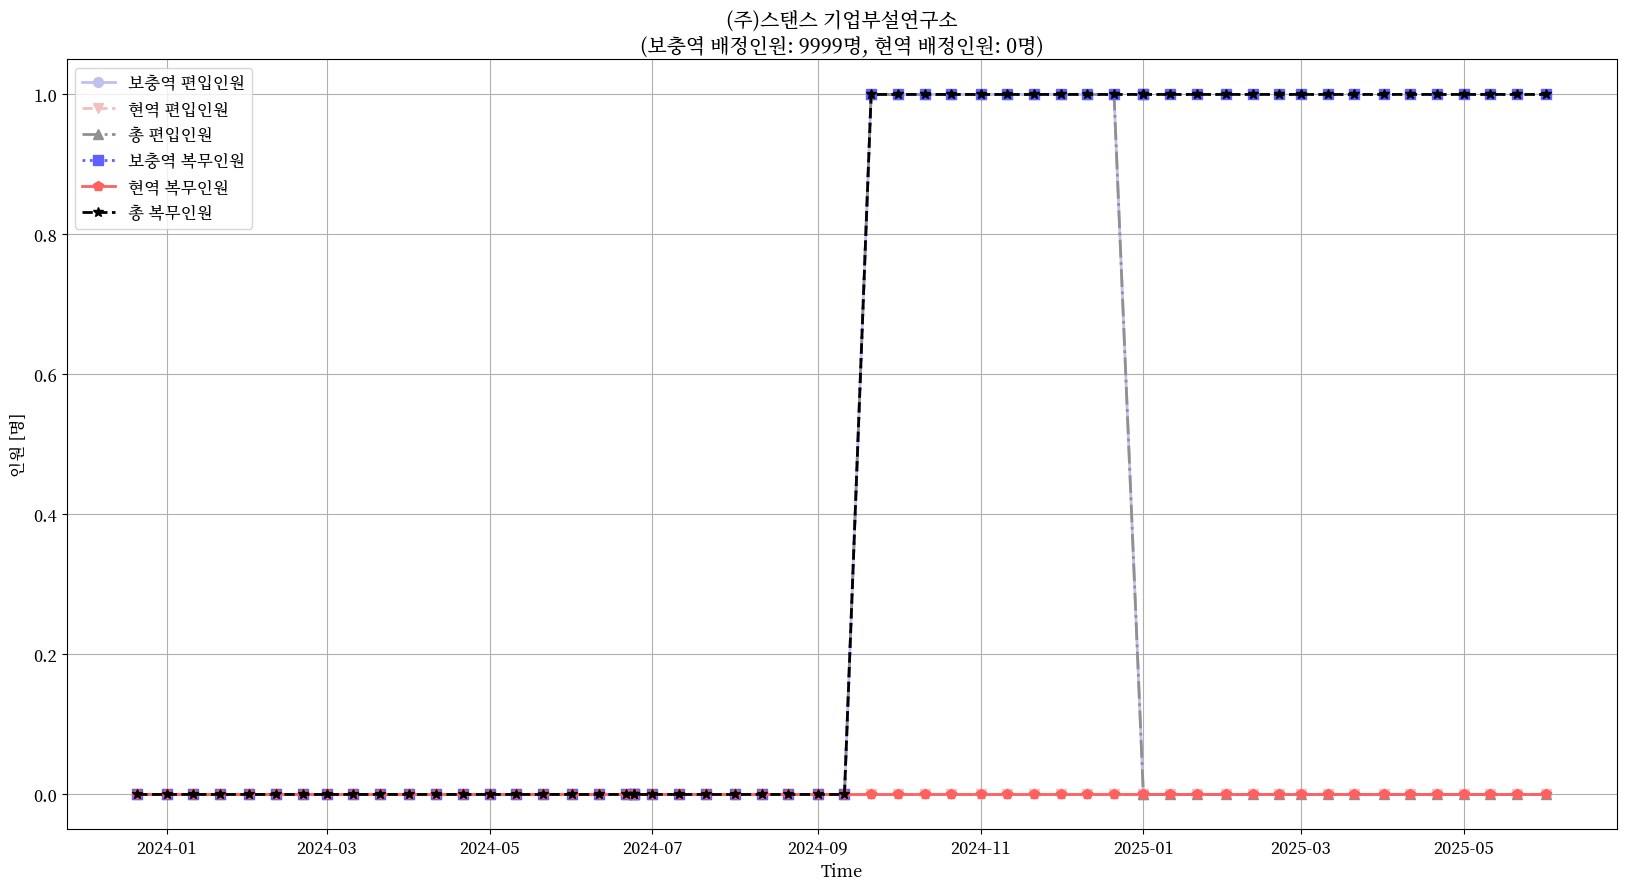 (주)스탠스 기업부설연구소
(보충역 배정인원: 9999명, 현역 배정인원: 0명)
보충역 편입인원
현역 편입인원
총 편입인원
보충역 복무인원
현역 복무인원
총 복무인원
인원 [명]
1.0
0.8
0.6
0.4
0.2
0.0
2024-01
2024-03
2024-05
2024-07
2024-09
2024-11
2025-01
2025-03
2025-05
Time